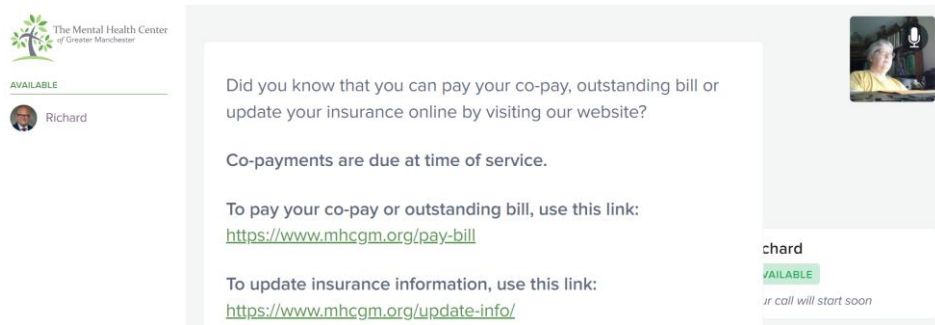 The Mental Health Center
of Greater Manchester
AVAILABLE
Richard
Did you know that you can pay your co-pay, outstanding bill or
update your insurance online by visiting our website?
Co-payments are due at time of service.
To pay your co-pay or outstanding bill, use this link:
https://www.mhcgm.org/pay-bill
To update insurance information, use this link:
https://www.mhcgm.org/update-info/
chard
VAILABLE
ur call will start soon